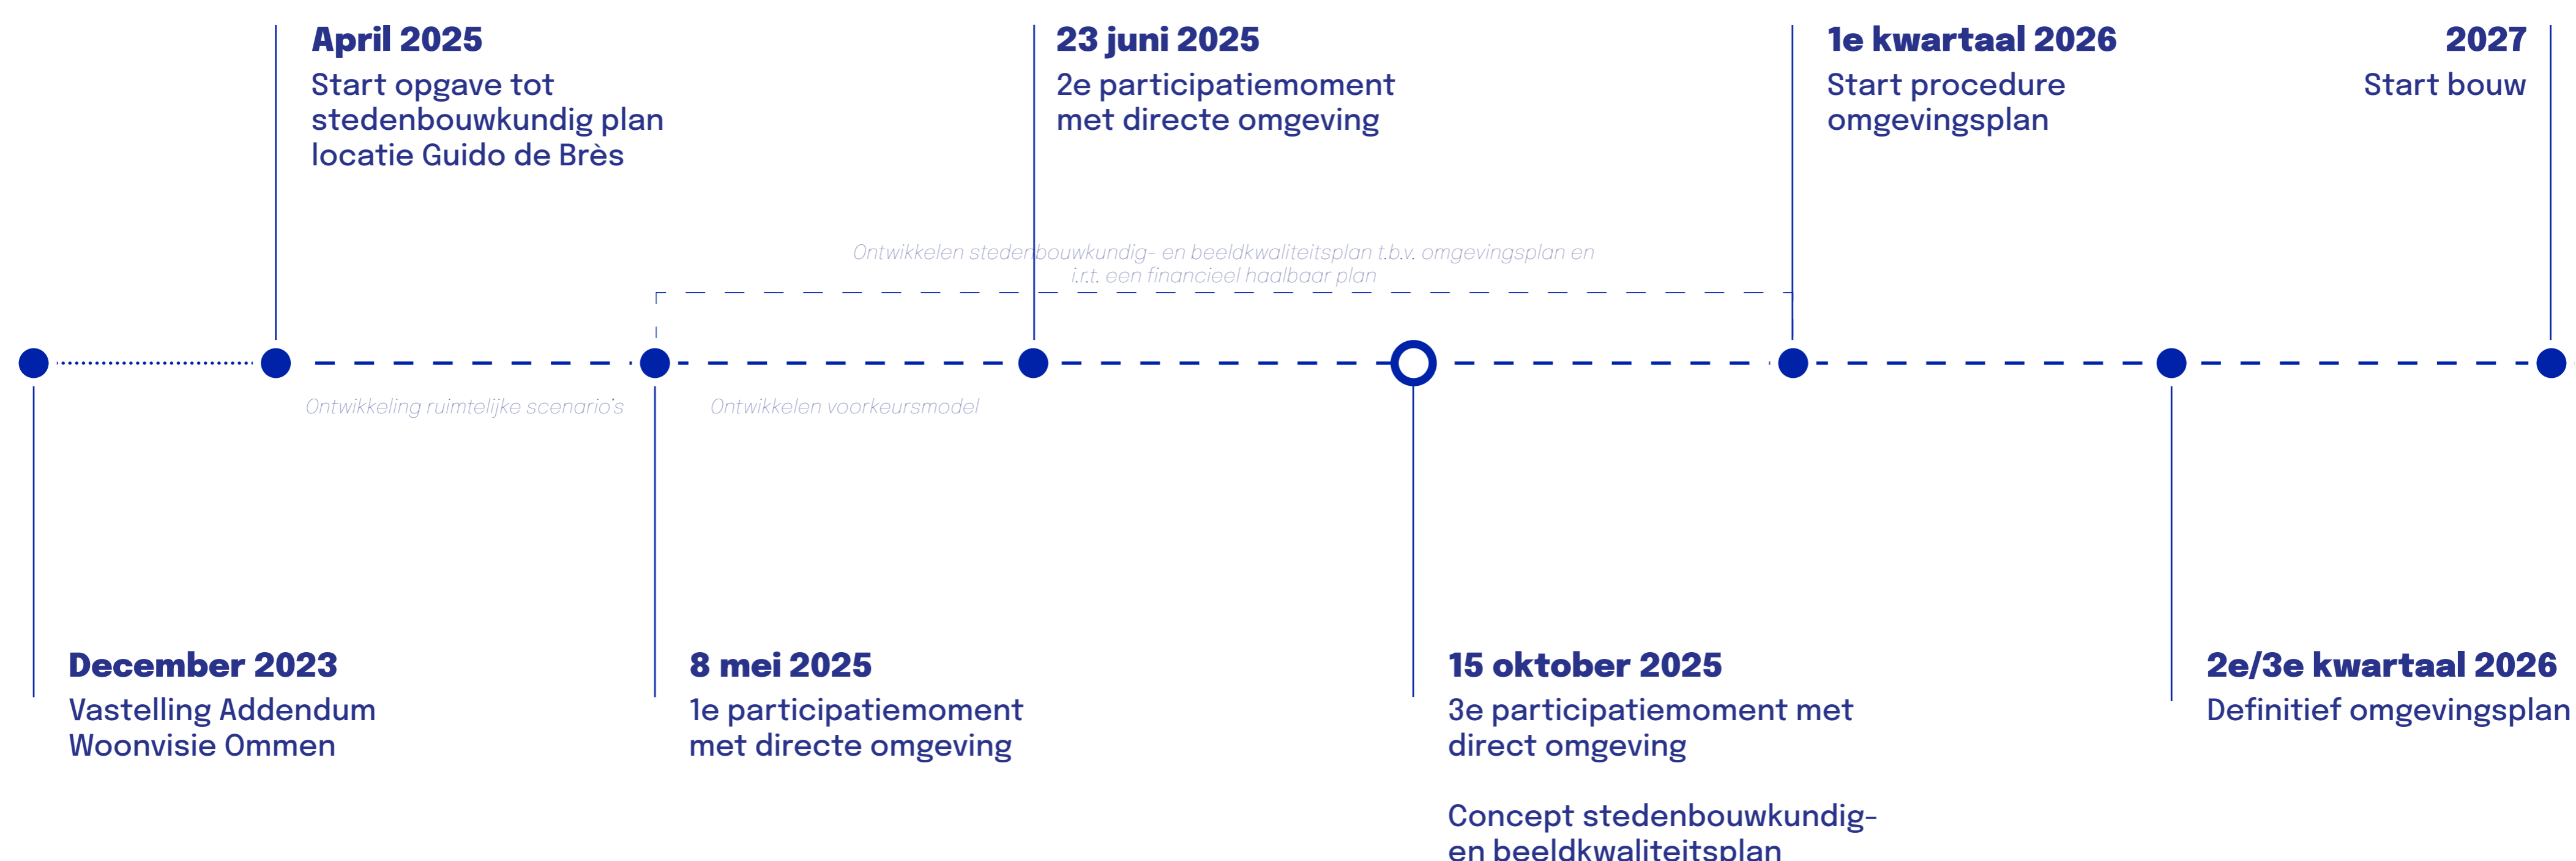 April 2025
Start opgave tot
stedenbouwkundig plan
locatie Guido de Brès
23 juni 2025
2e participatiemoment
met directe omgeving
1e kwartaal 2026
Start procedure
omgevingsplan
2027
Start bouw
Ontwikkelen stedenbouwkundig- en beeldkwaliteitsplan t.b.v. omgevingsplan en
i.r.t. een financieel haalbaar plan
Ontwikkeling ruimtelijke scenario's
Ontwikkelen voorkeursmodel
December 2023
Vastelling Addendum
Woonvisie Ommen
8 mei 2025
1e participatiemoment
met directe omgeving
15 oktober 2025
3e participatiemoment met
direct omgeving
Concept stedenbouwkundig-
en beeldkwaliteitsplan
2e/3e kwartaal 2026
Definitief omgevingsplan